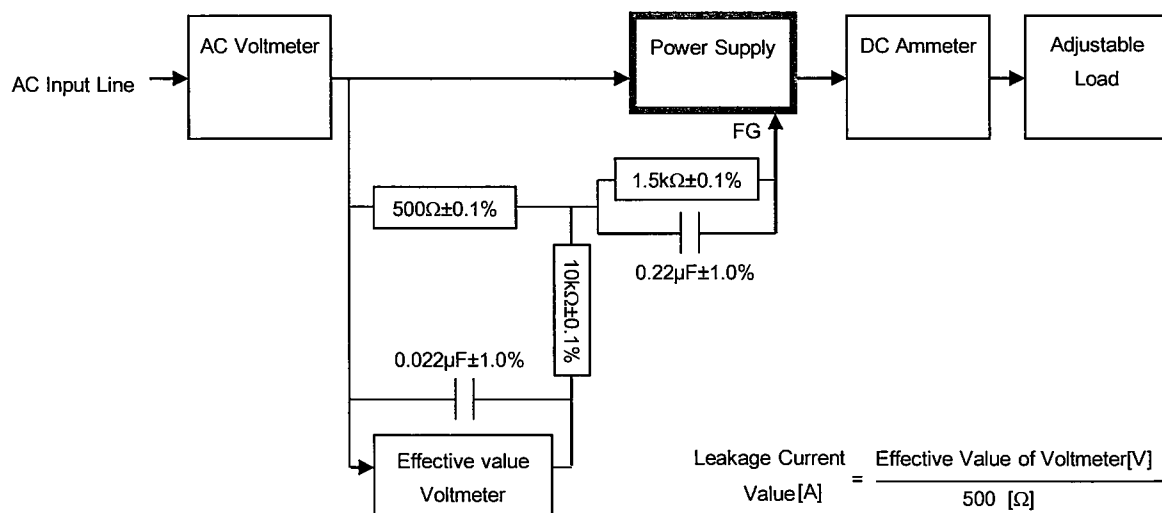 AC Voltmeter
Power Supply
DC Ammeter
Adjustable
Load
AC Input Line
FG
1.5kΩ±0.1%
500Ω±0.1%
0.22µF±1.0%
10kΩ±0.1%
0.022µF±1.0%
Effective value
Voltmeter
Leakage Current
Value[A]
=
Effective Value of Voltmeter[V]
500 [Ω]